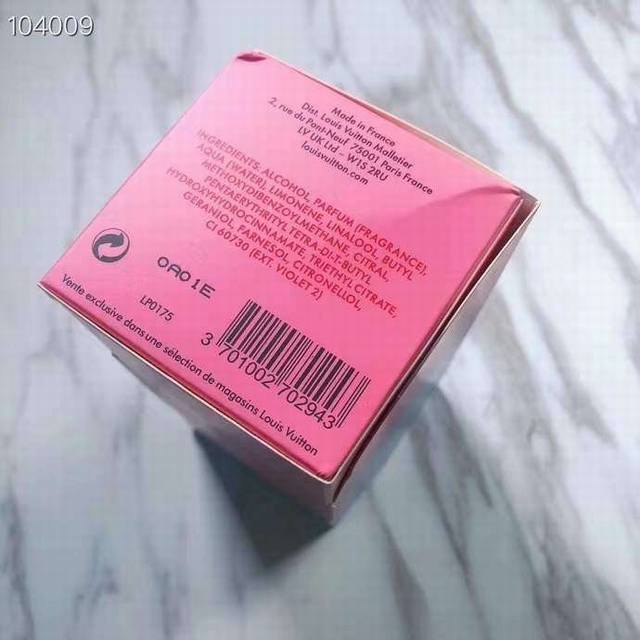 104009
Made in France
Dist. Louis Vuitton Malletier
2, rue du Pont-Neuf 75001 Paris France
LV UK Ltd - W1S 2RU
louisvuitton.com
INGREDIENTS: ALCOHOL, PARFUM (FRAGRANCE),
AQUA (WATER), LIMONENE, LINALOOL, BUTYL
METHOXYDIBENZOYLMETHANE, CITRAL,
PENTAERYTHRITYL TETRA-DI-T-BUTYL
HYDROXYHYDROCINNAMATE, TRIETHYL CITRATE,
GERANIOL, FARNESOL, CITRONELLOL,
CI 60730 (EXT. VIOLET 2)
0A01E
LP0175
3 701002 702943
Vente exclusive dans une sélection de magasins Louis Vuitton